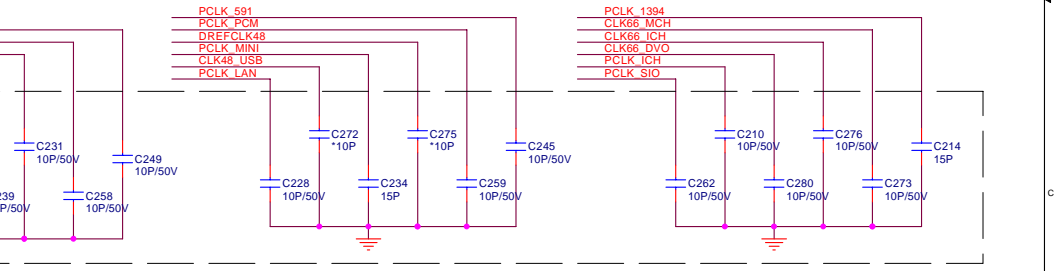 PCLK_591
PCLK_PCM
DREFCLK48
PCLK_MINI
CLK48_USB
PCLK_LAN
PCLK_1394
CLK66_MCH
CLK66_ICH
CLK66_DVO
PCLK_ICH
PCLK_SIO
C231
10P/50V
C249
10P/50V
239
P/50V
C258
10P/50V
C272
*10P
C275
*10P
C245
10P/50V
C228
10P/50V
C234
15P
C259
10P/50V
C210
10P/50V
C276
10P/50V
C214
15P
C262
10P/50V
C280
10P/50V
C273
10P/50V
C